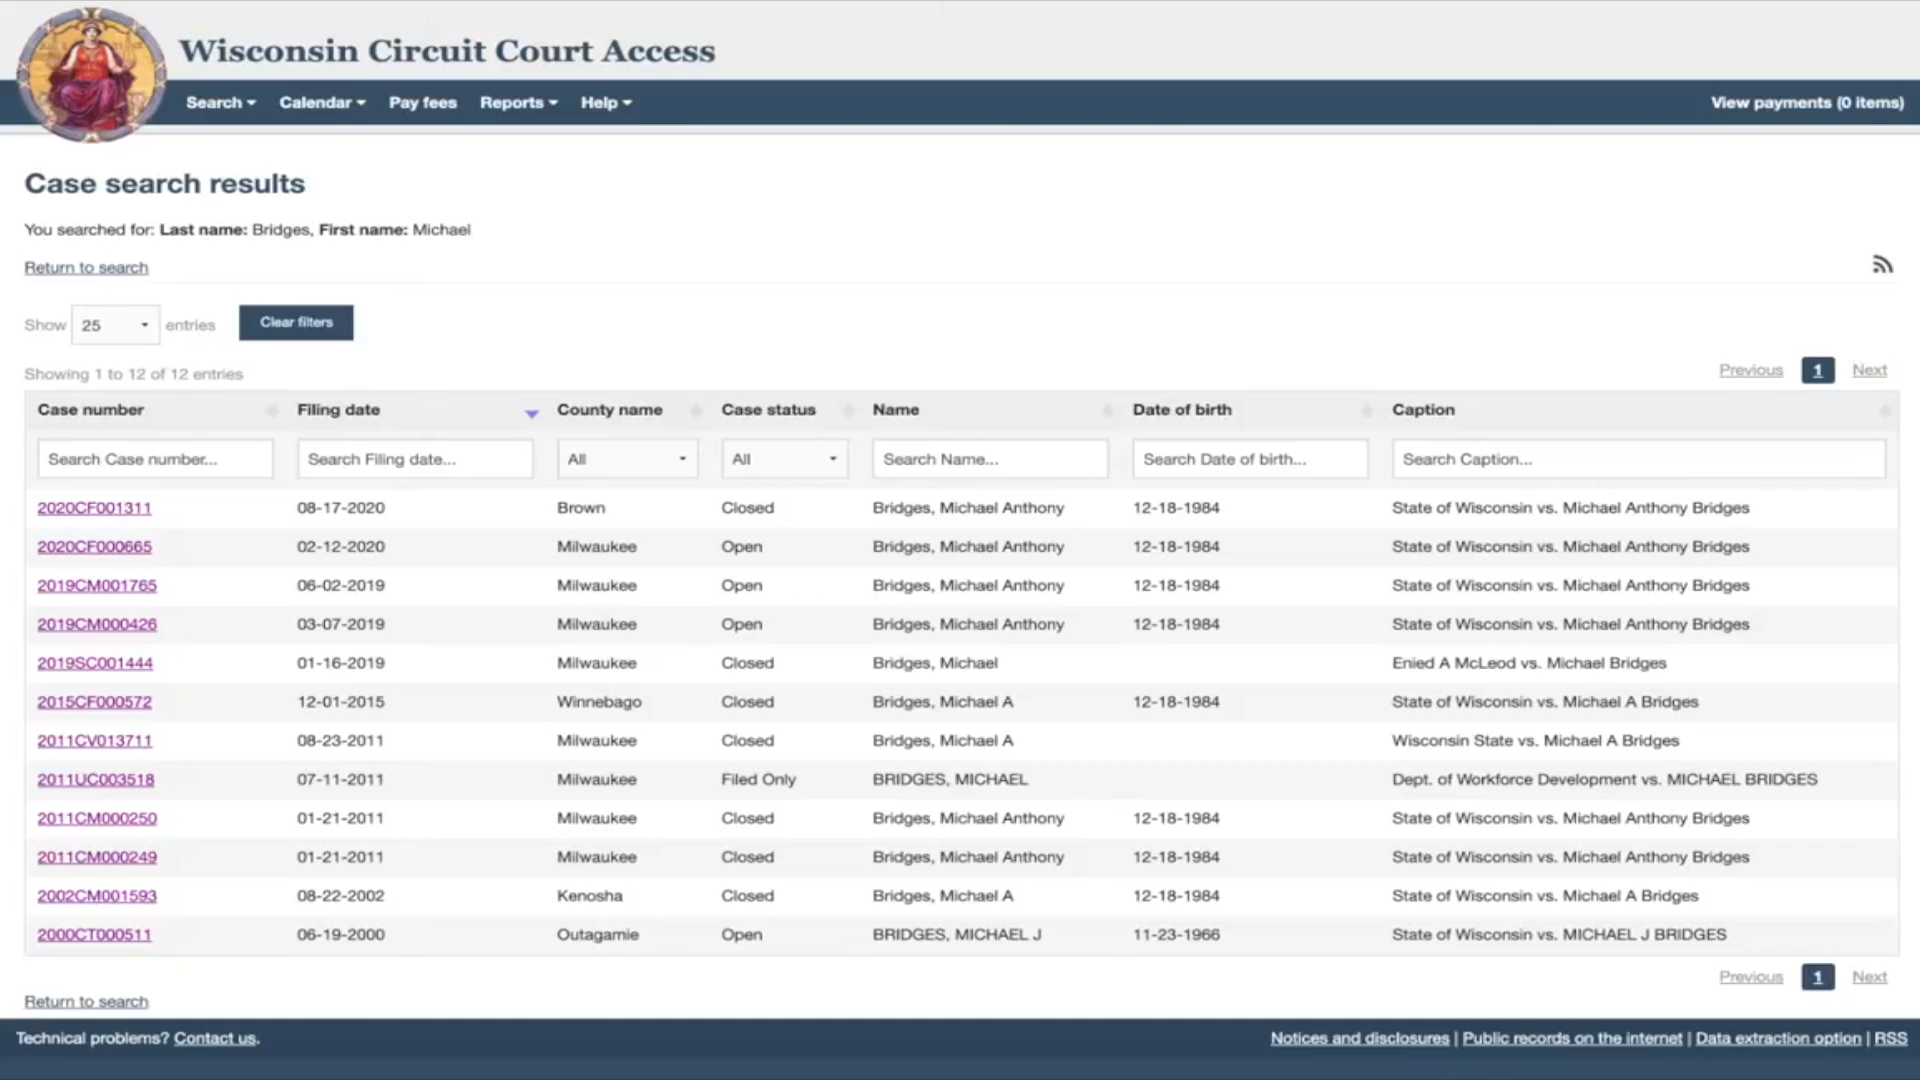 Wisconsin Circuit Court Access
Search Calendar Pay fees Reports Help View payments (0 items)
Case search results
You searched for: Last name: Bridges, First name: Michael
Return to search
Show 25 entries Clear filters
Showing 1 to 12 of 12 entries Previous 1 Next
Case number Filing date County name Case status Name Date of birth Caption
Search Case number... Search Filing date... All All Search Name... Search Date of birth... Search Caption...
2020CF001311 08-17-2020 Brown Closed Bridges, Michael Anthony 12-18-1984 State of Wisconsin vs. Michael Anthony Bridges
2020CF000665 02-12-2020 Milwaukee Open Bridges, Michael Anthony 12-18-1984 State of Wisconsin vs. Michael Anthony Bridges
2019CM001765 06-02-2019 Milwaukee Open Bridges, Michael Anthony 12-18-1984 State of Wisconsin vs. Michael Anthony Bridges
2019CM000426 03-07-2019 Milwaukee Open Bridges, Michael Anthony 12-18-1984 State of Wisconsin vs. Michael Anthony Bridges
2019SC001444 01-16-2019 Milwaukee Closed Bridges, Michael Enied A McLeod vs. Michael Bridges
2015CF000572 12-01-2015 Winnebago Closed Bridges, Michael A 12-18-1984 State of Wisconsin vs. Michael A Bridges
2011CV013711 08-23-2011 Milwaukee Closed Bridges, Michael A Wisconsin State vs. Michael A Bridges
2011UC003518 07-11-2011 Milwaukee Filed Only BRIDGES, MICHAEL Dept. of Workforce Development vs. MICHAEL BRIDGES
2011CM000250 01-21-2011 Milwaukee Closed Bridges, Michael Anthony 12-18-1984 State of Wisconsin vs. Michael Anthony Bridges
2011CM000249 01-21-2011 Milwaukee Closed Bridges, Michael Anthony 12-18-1984 State of Wisconsin vs. Michael Anthony Bridges
2002CM001593 08-22-2002 Kenosha Closed Bridges, Michael A 12-18-1984 State of Wisconsin vs. Michael A Bridges
2000CT000511 06-19-2000 Outagamie Open BRIDGES, MICHAEL J 11-23-1966 State of Wisconsin vs. MICHAEL J BRIDGES
Previous 1 Next
Return to search
Technical problems? Contact us. Notices and disclosures | Public records on the internet | Data extraction option | RSS